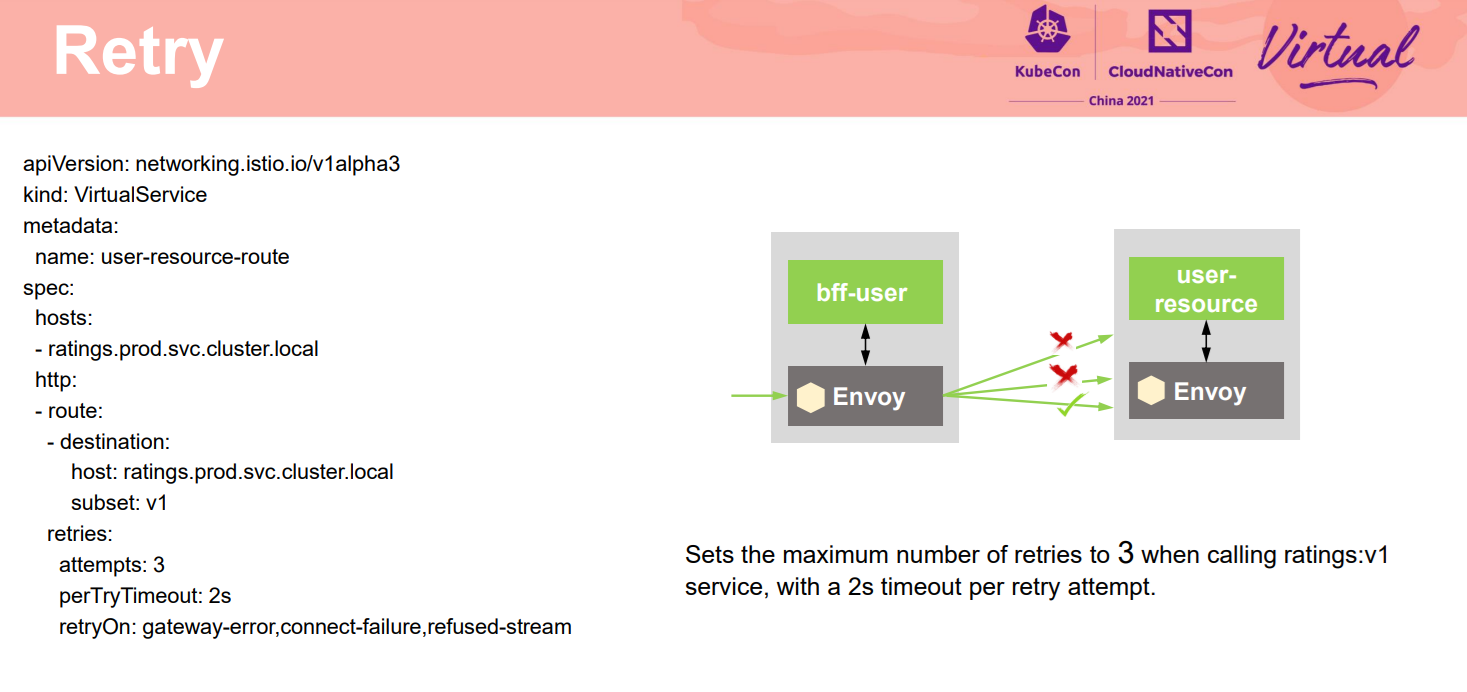 Retry
KubeCon
CloudNativeCon
China 2021
Virtual
apiVersion: networking.istio.io/v1alpha3
kind: VirtualService
metadata:
  name: user-resource-route
spec:
  hosts:
  - ratings.prod.svc.cluster.local
  http:
  - route:
    - destination:
        host: ratings.prod.svc.cluster.local
        subset: v1
    retries:
      attempts: 3
      perTryTimeout: 2s
      retryOn: gateway-error,connect-failure,refused-stream
bff-user
Envoy
user-
resource
Envoy
Sets the maximum number of retries to 3 when calling ratings:v1
service, with a 2s timeout per retry attempt.